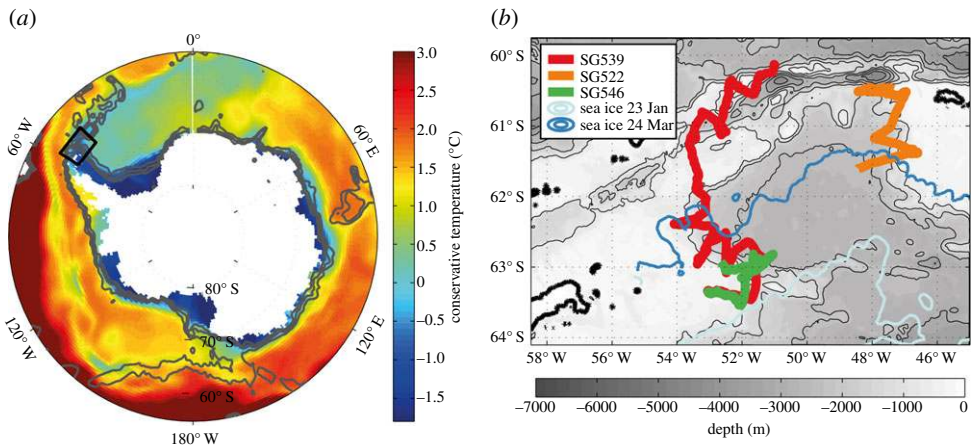 (a)
0°
60° W
60° E
120° W
120° E
80° S
70° S
60° S
180° W
3.0
2.5
2.0
1.5
1.0
0.5
0
−0.5
−1.0
−1.5
conservative temperature (°C)
(b)
60° S
61° S
62° S
63° S
64° S
SG539
SG522
SG546
sea ice 23 Jan
sea ice 24 Mar
58° W 56° W 54° W 52° W 50° W 48° W 46° W
−7000 −6000 −5000 −4000 −3000 −2000 −1000 0
depth (m)